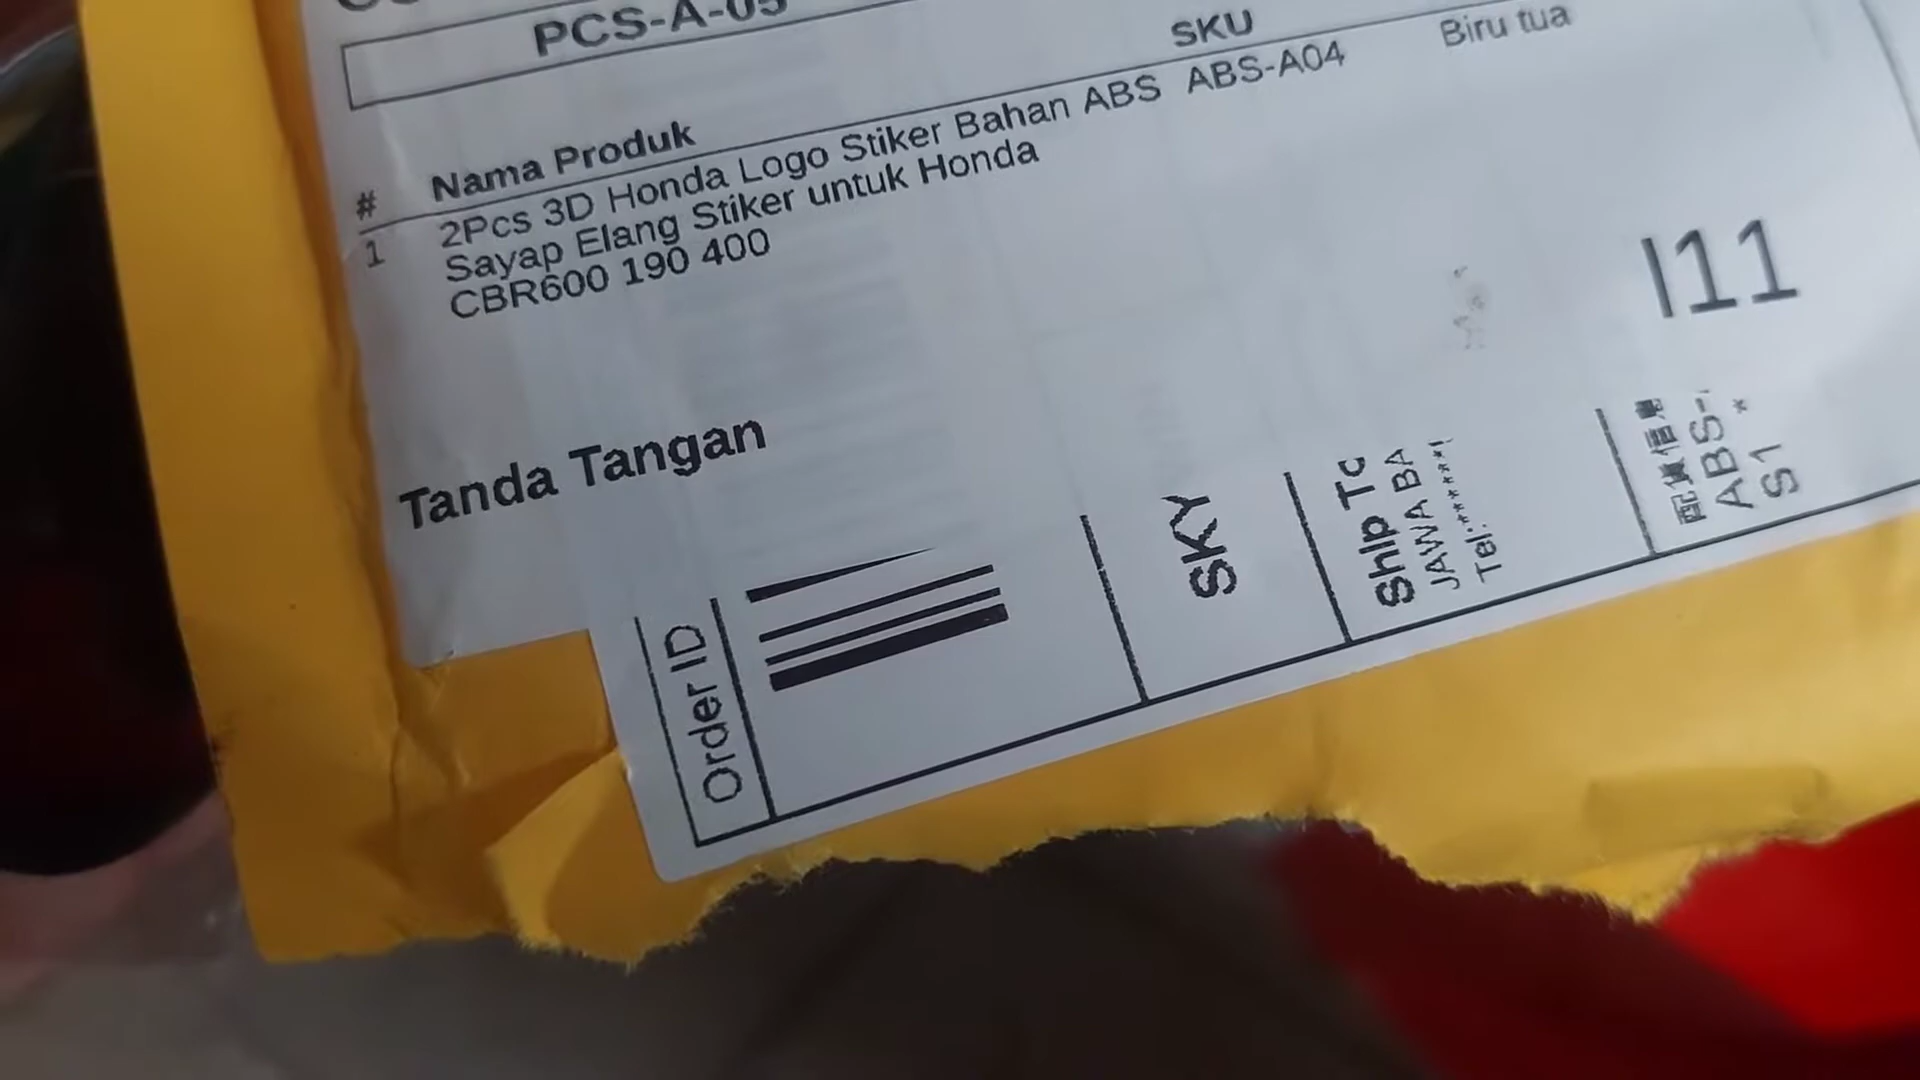 PCS-A-05
# Nama Produk SKU
1 2Pcs 3D Honda Logo Stiker Bahan ABS ABS-A04 Biru tua
Sayap Elang Stiker untuk Honda
CBR600 190 400
Tanda Tangan
I11
Order ID
SKY
Ship To
JAWA BA
Tel:*******
ABS-
S1 *